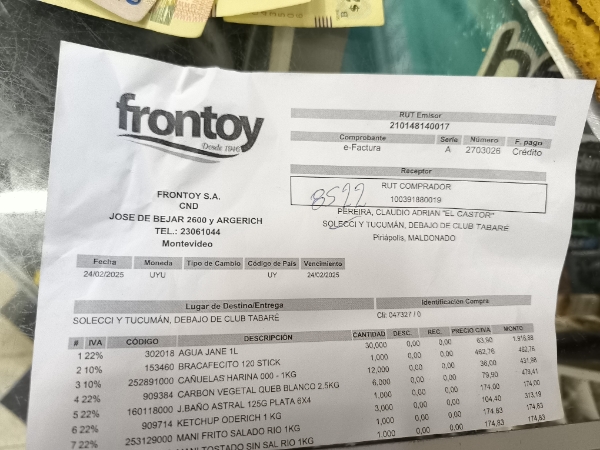 frontoy
Desde 1946
FRONTOY S.A.
CND
JOSE DE BEJAR 2600 y ARGERICH
TEL.: 23061044
Montevideo
RUT Emisor
210148140017
Comprobante Serie Número F. pago
e-Factura A 2703026 Crédito
Receptor
8522
RUT COMPRADOR
100391880019
PEREIRA, CLAUDIO ADRIAN "EL CASTOR"
SOLECCI Y TUCUMÁN, DEBAJO DE CLUB TABARÉ
Piriápolis, MALDONADO
Fecha Moneda Tipo de Cambio Código de País Vencimiento
24/02/2025 UYU UY 24/02/2025
Lugar de Destino/Entrega Identificación Compra
SOLECCI Y TUCUMÁN, DEBAJO DE CLUB TABARÉ Cli: 047327 / 0
# IVA CÓDIGO DESCRIPCIÓN CANTIDAD DESC. REC. PRECIO C/IVA MONTO
1 22% 302018 AGUA JANE 1L 30,000 0,00 0,00 63,90
2 10% 153460 BRACAFECITO 120 STICK 1,000 0,00 0,00 462,76 462,76
3 10% 252891000 CAÑUELAS HARINA 000 - 1KG 12,000 0,00 0,00 36,00
4 22% 909384 CARBON VEGETAL QUEB BLANCO 2.5KG 6,000 0,00 0,00 79,90 479,41
5 22% 160118000 J.BAÑO ASTRAL 125G PLATA 6X4 1,000 0,00 0,00 174,00 174,00
6 22% 909714 KETCHUP ODERICH 1 KG 3,000 0,00 0,00 104,40 313,19
7 22% 253129000 MANI FRITO SALADO RIO 1KG 1,000 0,00 0,00 174,83 174,83
MANI TOSTADO SIN SAL RIO 1KG 1,000 0,00 0,00 174,83 174,83